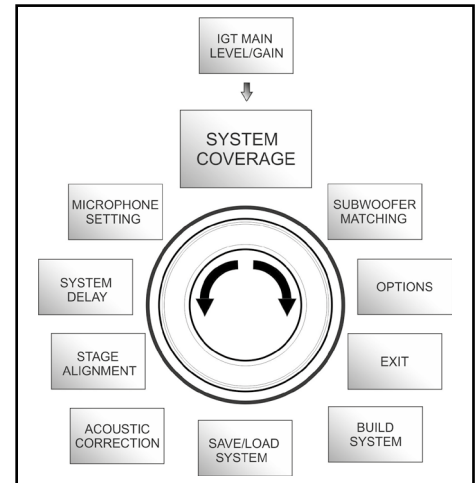 IGT MAIN
LEVEL/GAIN
SYSTEM
COVERAGE
MICROPHONE
SETTING
SUBWOOFER
MATCHING
SYSTEM
DELAY
OPTIONS
STAGE
ALIGNMENT
EXIT
ACOUSTIC
CORRECTION
SAVE/LOAD
SYSTEM
BUILD
SYSTEM